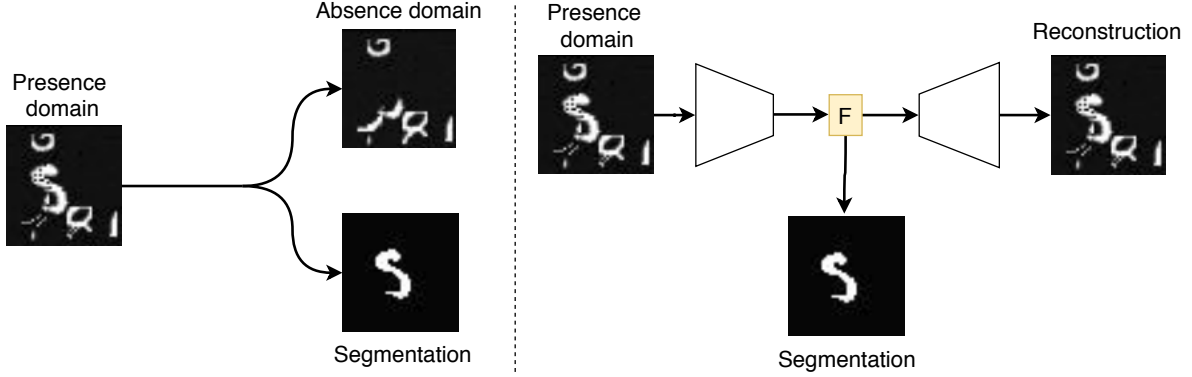 Absence domain
Presence
domain
Segmentation
Presence
domain
F
Reconstruction
Segmentation